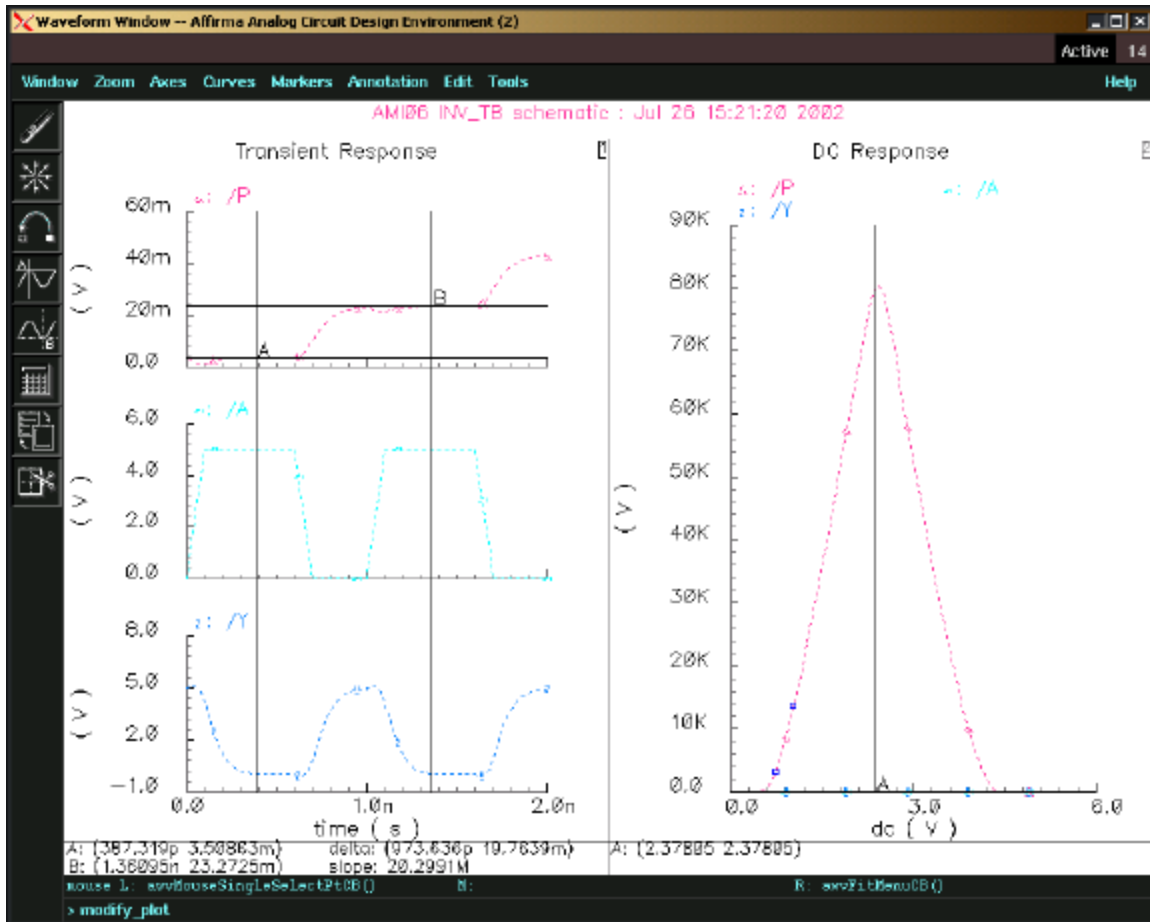 Waveform Window -- Affirma Analog Circuit Design Environment (2)
Active 14
Window Zoom Axes Curves Markers Annotation Edit Tools Help
AMI06 INV_TB schematic : Jul 26 15:21:20 2002
Transient Response
1
/P
60m
40m
20m
0.0
( V )
A
B
/A
6.0
4.0
2.0
0.0
( V )
/Y
8.0
5.0
2.0
-1.0
( V )
0.0 1.0n 2.0n
time ( s )
DC Response
2
/P /A
/Y
90K
80K
70K
60K
50K
40K
30K
20K
10K
0.0
( V )
A
0.0 3.0 6.0
dc ( V )
A: (387.319p 3.50863m) delta: (973.636p 19.7639m)
B: (1.36095n 23.2725m) slope: 20.2991M
A: (2.37805 2.37805)
mouse L: awvMouseSingleSelectPtCB() M: R: awvFitMenuCB()
> modify_plot